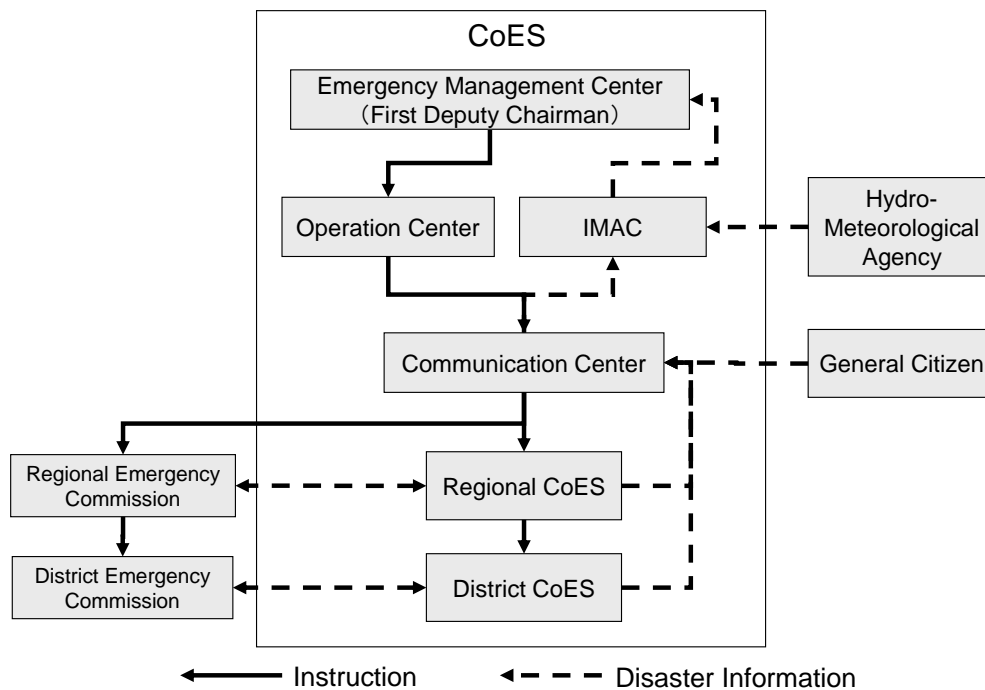 CoES
Emergency Management Center
（First Deputy Chairman）
Operation Center
IMAC
Hydro-
Meteorological
Agency
Communication Center
General Citizen
Regional Emergency
Commission
Regional CoES
District Emergency
Commission
District CoES
Instruction
Disaster Information